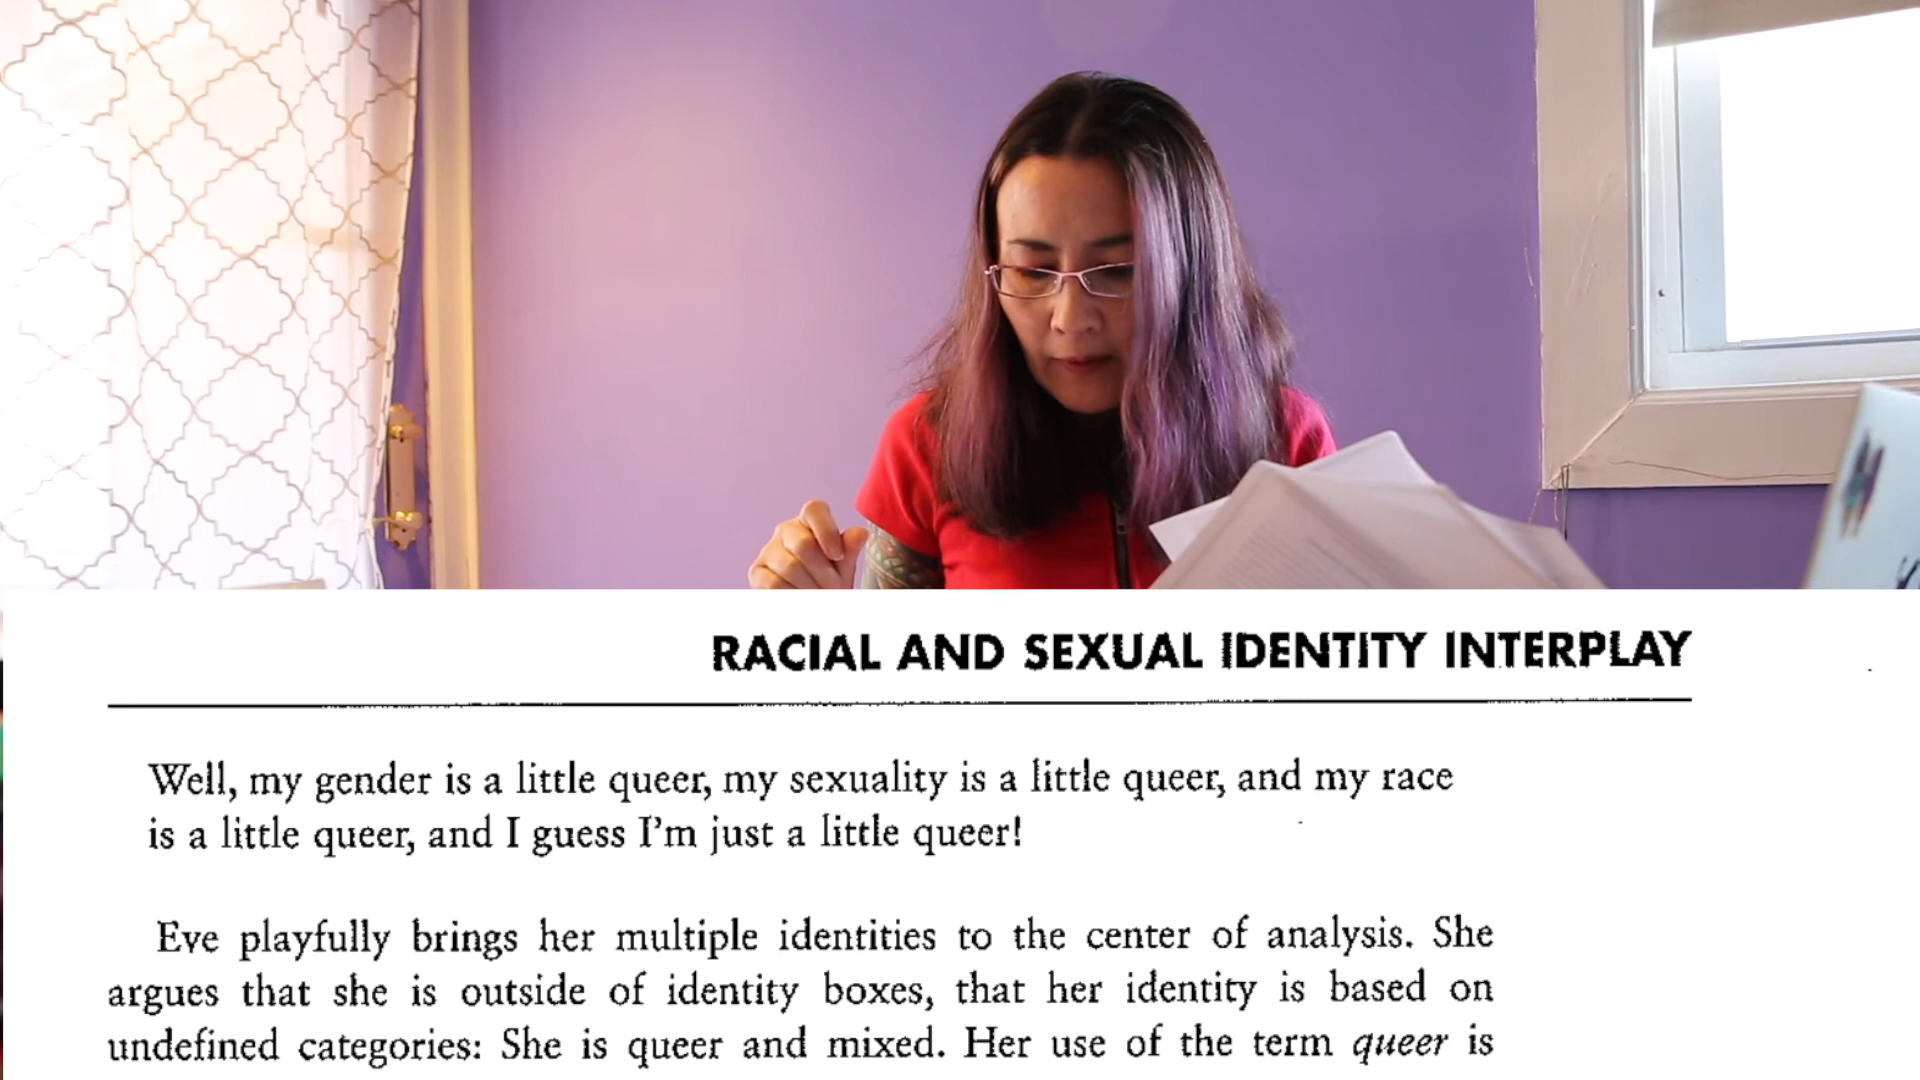 RACIAL AND SEXUAL IDENTITY INTERPLAY
Well, my gender is a little queer, my sexuality is a little queer, and my race
is a little queer, and I guess I'm just a little queer!
Eve playfully brings her multiple identities to the center of analysis. She
argues that she is outside of identity boxes, that her identity is based on
undefined categories: She is queer and mixed. Her use of the term queer is